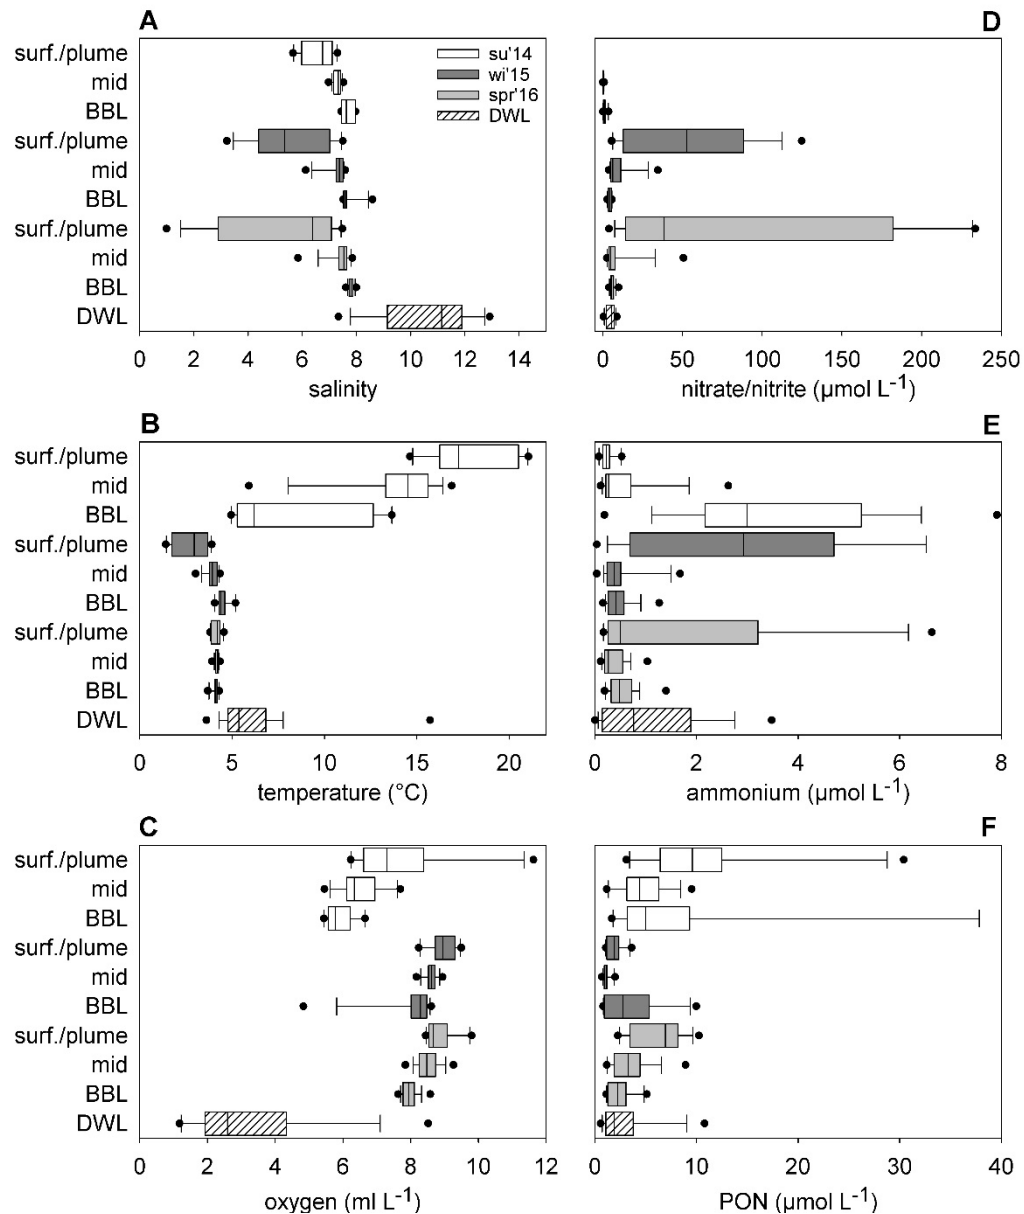 A
D
surf./plume
mid
BBL
surf./plume
mid
BBL
surf./plume
mid
BBL
DWL
su'14
wi'15
spr'16
DWL
0 2 4 6 8 10 12 14
salinity
0 50 100 150 200 250
nitrate/nitrite (µmol L-1)
B
E
surf./plume
mid
BBL
surf./plume
mid
BBL
surf./plume
mid
BBL
DWL
0 5 10 15 20
temperature (°C)
0 2 4 6 8
ammonium (µmol L-1)
C
F
surf./plume
mid
BBL
surf./plume
mid
BBL
surf./plume
mid
BBL
DWL
0 2 4 6 8 10 12
oxygen (ml L-1)
0 10 20 30 40
PON (µmol L-1)